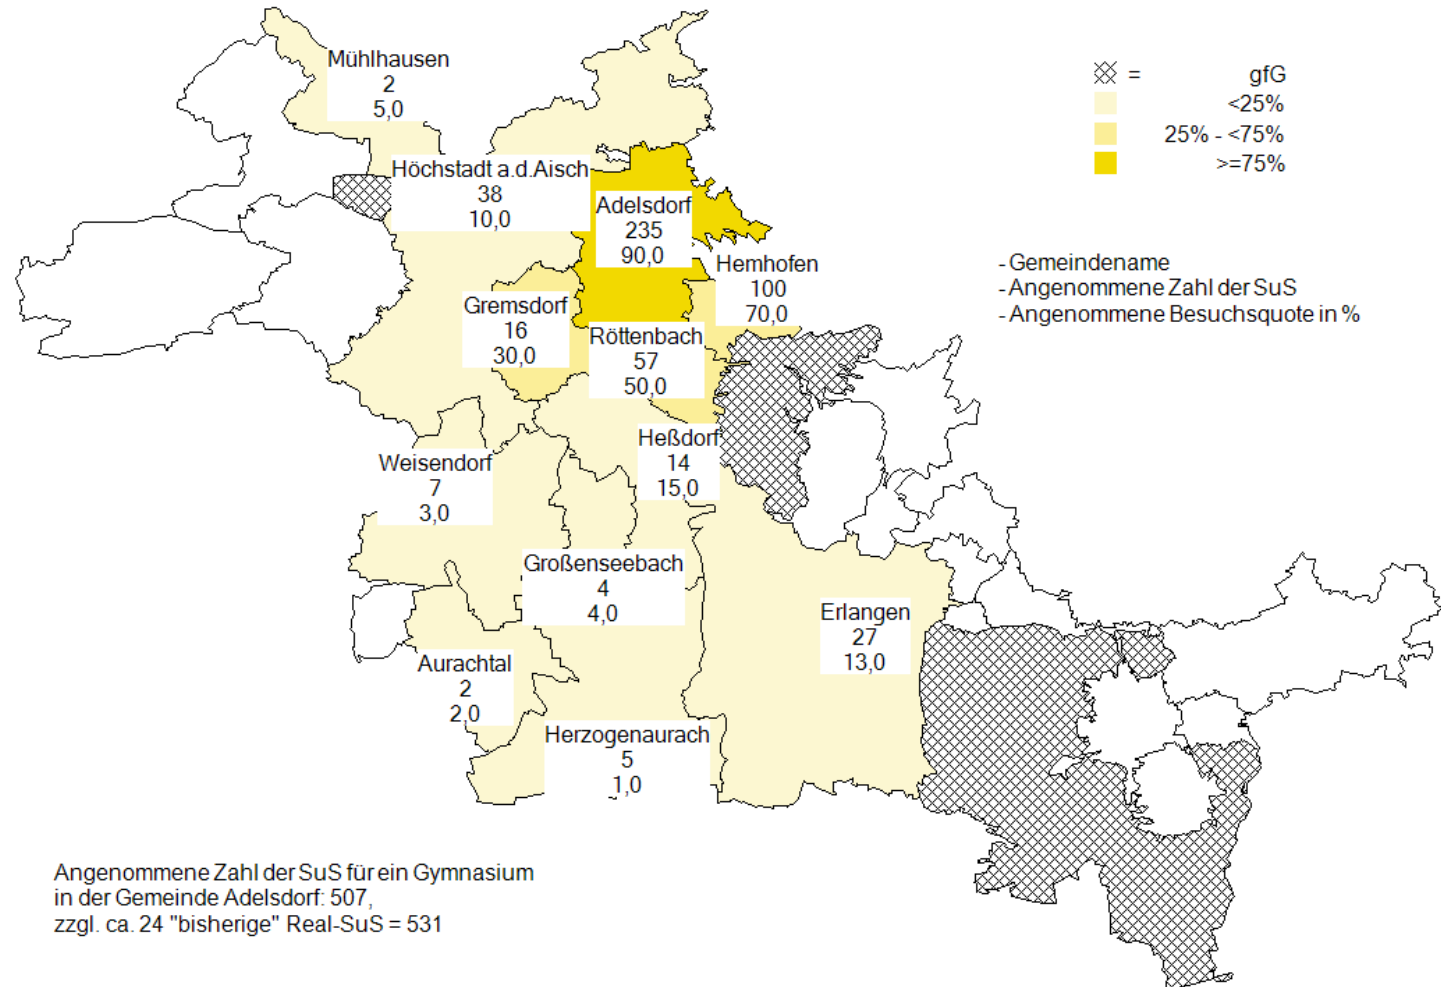 Mühlhausen
2
5,0
= gfG
<25%
25% - <75%
>=75%
Höchstadt a.d.Aisch
38
10,0
Adelsdorf
235
90,0
Hemhofen
100
70,0
- Gemeindename
- Angenommene Zahl der SuS
- Angenommene Besuchsquote in %
Gremsdorf
16
30,0
Röttenbach
57
50,0
Heßdorf
14
15,0
Weisendorf
7
3,0
Großenseebach
4
4,0
Erlangen
27
13,0
Aurachtal
2
2,0
Herzogenaurach
5
1,0
Angenommene Zahl der SuS für ein Gymnasium
in der Gemeinde Adelsdorf: 507,
zzgl. ca. 24 "bisherige" Real-SuS = 531